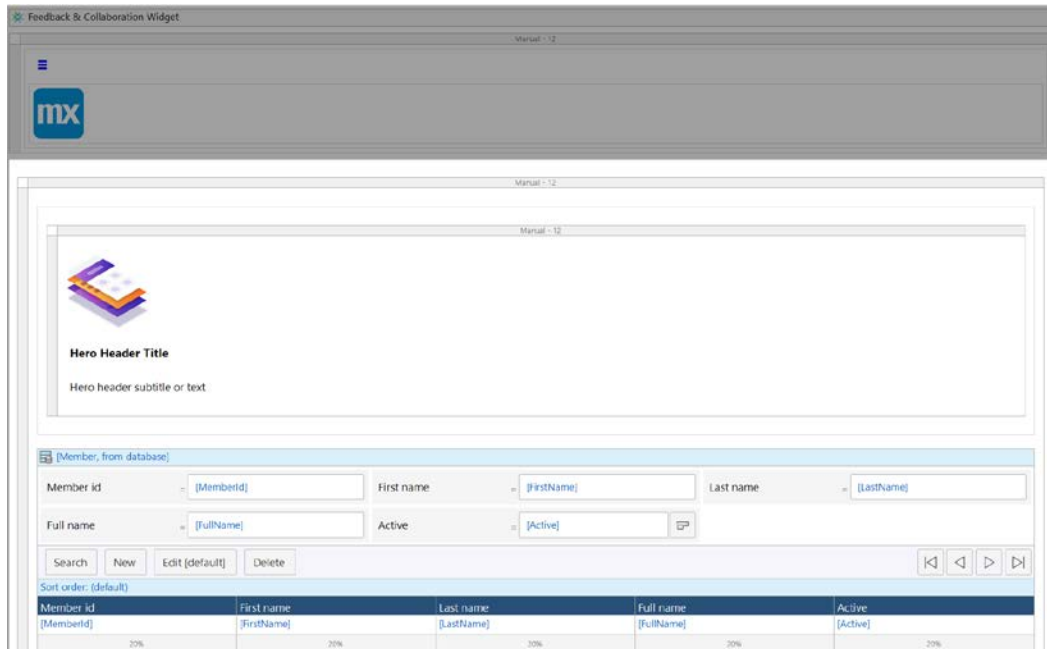 Feedback & Collaboration Widget
Manual - 12
mx
Manual - 12
Manual - 12
Hero Header Title
Hero header subtitle or text
[Member, from database]
Member id = [MemberId] First name = [FirstName] Last name = [LastName]
Full name = [FullName] Active = [Active]
Search New Edit [default] Delete
Sort order: (default)
Member id First name Last name Full name Active
[MemberId] [FirstName] [LastName] [FullName] [Active]
20% 20% 20% 20% 20%